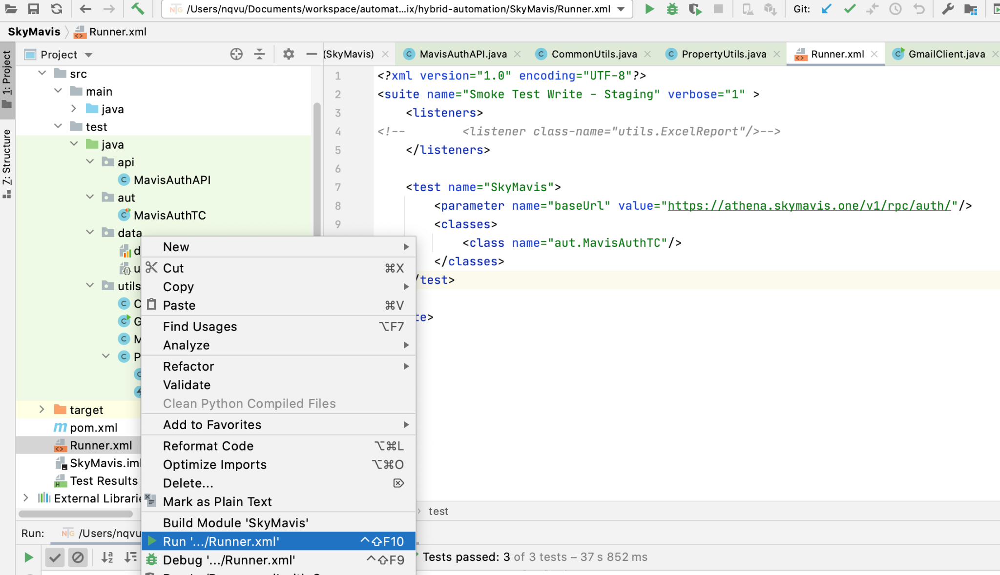 NTG /Users/nqvu/Documents/workspace/automat...ix/hybrid-automation/SkyMavis/Runner.xml Git:
SkyMavis Runner.xml
1: Project
Z: Structure
Project
src
main
java
test
java
api
MavisAuthAPI
aut
MavisAuthTC
data
d
u
utils
C
G
M
P
target
pom.xml
Runner.xml
SkyMavis.iml
Test Results
External Librarie
(SkyMavis) MavisAuthAPI.java CommonUtils.java PropertyUtils.java Runner.xml GmailClient.java
1 <?xml version="1.0" encoding="UTF-8"?>
2 <suite name="Smoke Test Write - Staging" verbose="1" >
3 <listeners>
4 <!-- <listener class-name="utils.ExcelReport"/>-->
5 </listeners>
6
7 <test name="SkyMavis">
8 <parameter name="baseUrl" value="https://athena.skymavis.one/v1/rpc/auth/"/>
9 <classes>
<class name="aut.MavisAuthTC"/>
</classes>
/test>
te>
New
Cut ⌘X
Copy
Paste ⌘V
Find Usages ⌥F7
Analyze
Refactor
Validate
Clean Python Compiled Files
Add to Favorites
Reformat Code ⌥⌘L
Optimize Imports ⌥⌘O
Delete... ⌦
Mark as Plain Text
Build Module 'SkyMavis'
Run '.../Runner.xml' ^⇧F10
Debug '.../Runner.xml' ^⇧F9
test
Run: NTG /Users/nqvu
Tests passed: 3 of 3 tests – 37 s 852 ms